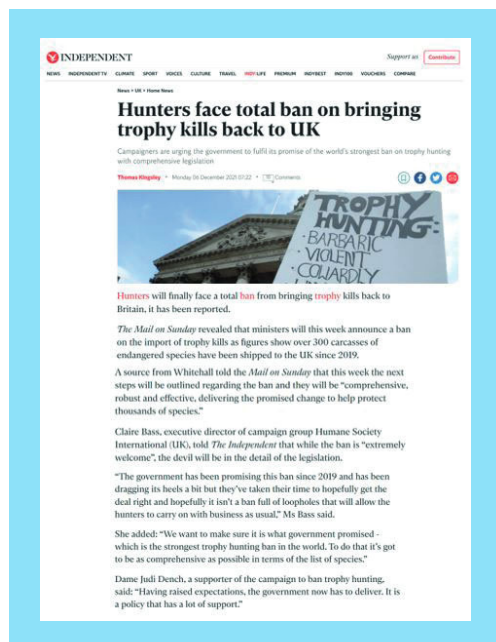 INDEPENDENT
Support us
Contribute
NEWS INDEPENDENT TV CLIMATE SPORT VOICES CULTURE TRAVEL INDY/LIFE PREMIUM INDYBEST INDY100 VOUCHERS COMPARE
News > UK > Home News
Hunters face total ban on bringing
trophy kills back to UK
Campaigners are urging the government to fulfil its promise of the world's strongest ban on trophy hunting
with comprehensive legislation
Thomas Kingsley • Monday 06 December 2021 01:22 • Comments
TROPHY
HUNTING:
· BARBARIC
· VIOLENT
· COWARDLY
Hunters will finally face a total ban from bringing trophy kills back to
Britain, it has been reported.
The Mail on Sunday revealed that ministers will this week announce a ban
on the import of trophy kills as figures show over 300 carcasses of
endangered species have been shipped to the UK since 2019.
A source from Whitehall told the Mail on Sunday that this week the next
steps will be outlined regarding the ban and they will be “comprehensive,
robust and effective, delivering the promised change to help protect
thousands of species.”
Claire Bass, executive director of campaign group Humane Society
International (UK), told The Independent that while the ban is “extremely
welcome”, the devil will be in the detail of the legislation.
“The government has been promising this ban since 2019 and has been
dragging its heels a bit but they’ve taken their time to hopefully get the
deal right and hopefully it isn’t a ban full of loopholes that will allow the
hunters to carry on with business as usual,” Ms Bass said.
She added: “We want to make sure it is what government promised -
which is the strongest trophy hunting ban in the world. To do that it’s got
to be as comprehensive as possible in terms of the list of species.”
Dame Judi Dench, a supporter of the campaign to ban trophy hunting,
said: “Having raised expectations, the government now has to deliver. It is
a policy that has a lot of support.”